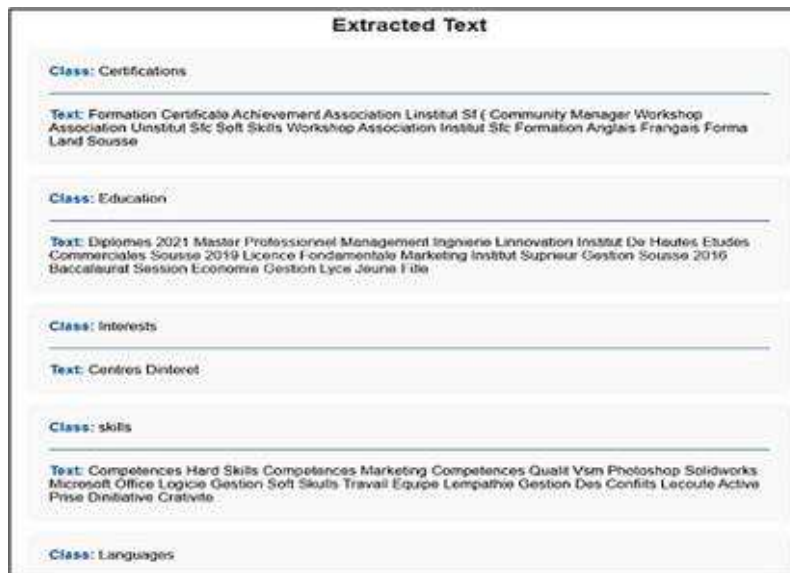 Extracted Text
Class: Certifications
Text: Formation Certificale Achievement Association Linstitut Sf ( Community Manager Workshop
Association Uinstitut Sfc Soft Skills Workshop Association Institut Sfc Formation Anglais Frangais Forma
Land Sousse
Class: Education
Text: Diplomes 2021 Master Professionnel Management Ingnierie Linnovation Institut De Hautes Etudes
Commerciales Sousse 2019 Licence Fondamentale Marketing Institut Suprieur Gestion Sousse 2016
Baccalaurat Session Economie Gestion Lyce Jeune Fille
Class: Interests
Text: Centres Dinteret
Class: skills
Text: Competences Hard Skills Competences Marketing Competences Qualit Vsm Photoshop Solidworks
Microsoft Office Logicie Gestion Soft Skulls Travail Equipe Lempathie Gestion Des Conflits Lecoute Active
Prise Dinitiative Crativite
Class: Languages